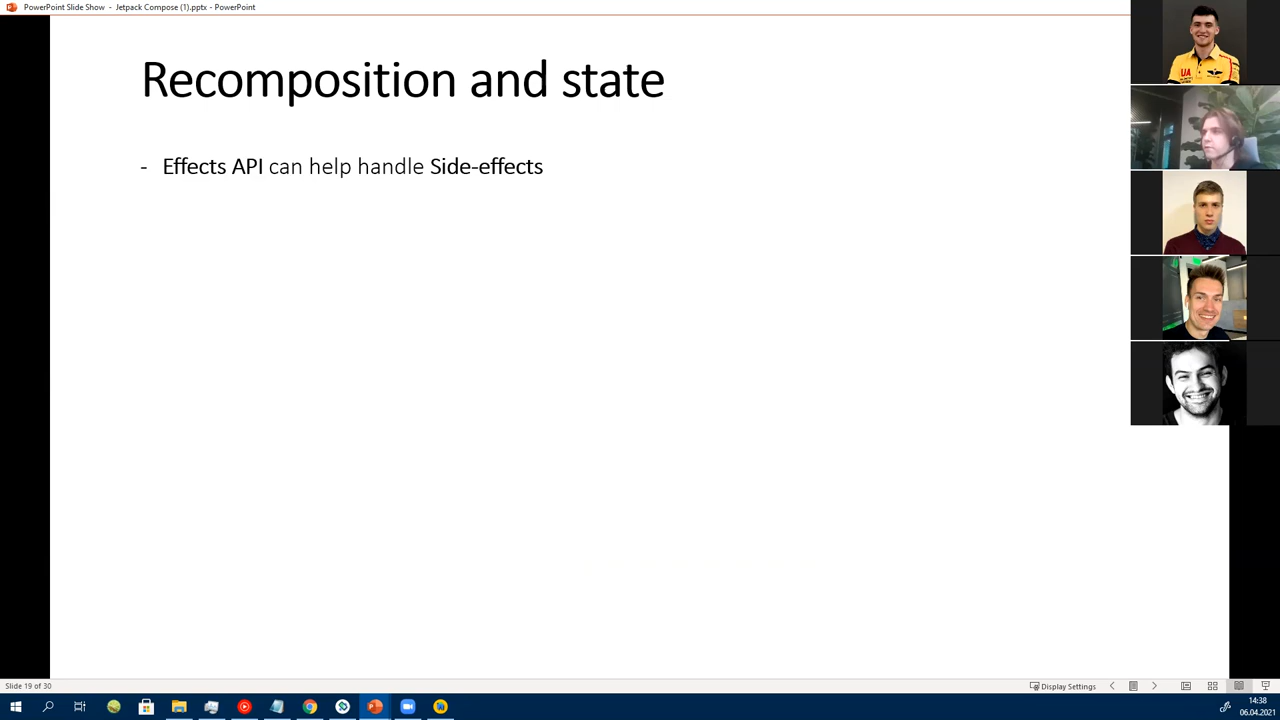 PowerPoint Slide Show - Jetpack Compose (1).pptx - PowerPoint
Recomposition and state
- Effects API can help handle Side-effects
UA
Slide 19 of 30
Display Settings
14:38
06.04.2021